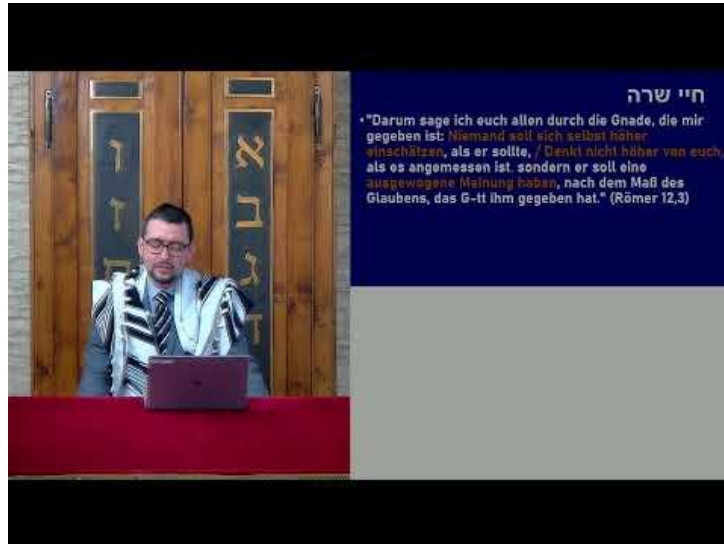 א
ב
ג
ד
ו
ז
חיי שרה
• "Darum sage ich euch allen durch die Gnade, die mir
gegeben ist: Niemand soll sich selbst höher
einschätzen, als er sollte, / Denkt nicht höher von euch,
als es angemessen ist, sondern er soll eine
ausgewogene Meinung haben, nach dem Maß des
Glaubens, das G-tt ihm gegeben hat." (Römer 12,3)